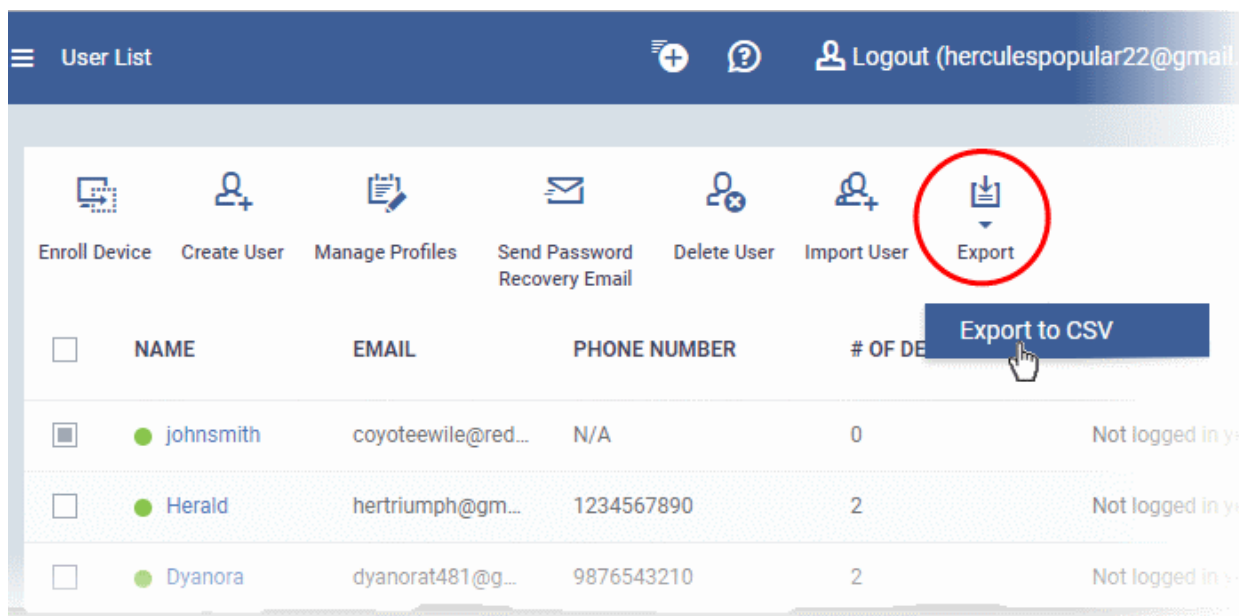 User List
Logout (herculespopular22@gmail.
Enroll Device
Create User
Manage Profiles
Send Password
Recovery Email
Delete User
Import User
Export
Export to CSV
NAME EMAIL PHONE NUMBER # OF DE
johnsmith coyoteewile@red... N/A 0 Not logged in y
Herald hertriumph@gm... 1234567890 2 Not logged in y
Dyanora dyanorat481@g... 9876543210 2 Not logged in